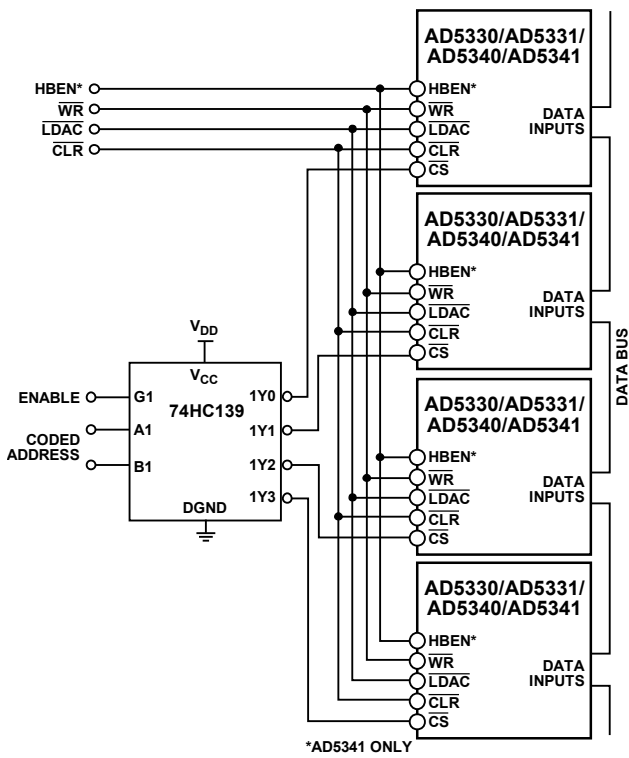 AD5330/AD5331/
AD5340/AD5341
HBEN*
WR
LDAC
CLR
HBEN*
WR
LDAC
CLR
CS
DATA
INPUTS
AD5330/AD5331/
AD5340/AD5341
HBEN*
WR
LDAC
CLR
CS
DATA
INPUTS
DATA BUS
VDD
VCC
74HC139
ENABLE
G1
CODED
ADDRESS
A1
B1
1Y0
1Y1
1Y2
1Y3
DGND
AD5330/AD5331/
AD5340/AD5341
HBEN*
WR
LDAC
CLR
CS
DATA
INPUTS
AD5330/AD5331/
AD5340/AD5341
HBEN*
WR
LDAC
CLR
CS
DATA
INPUTS
*AD5341 ONLY